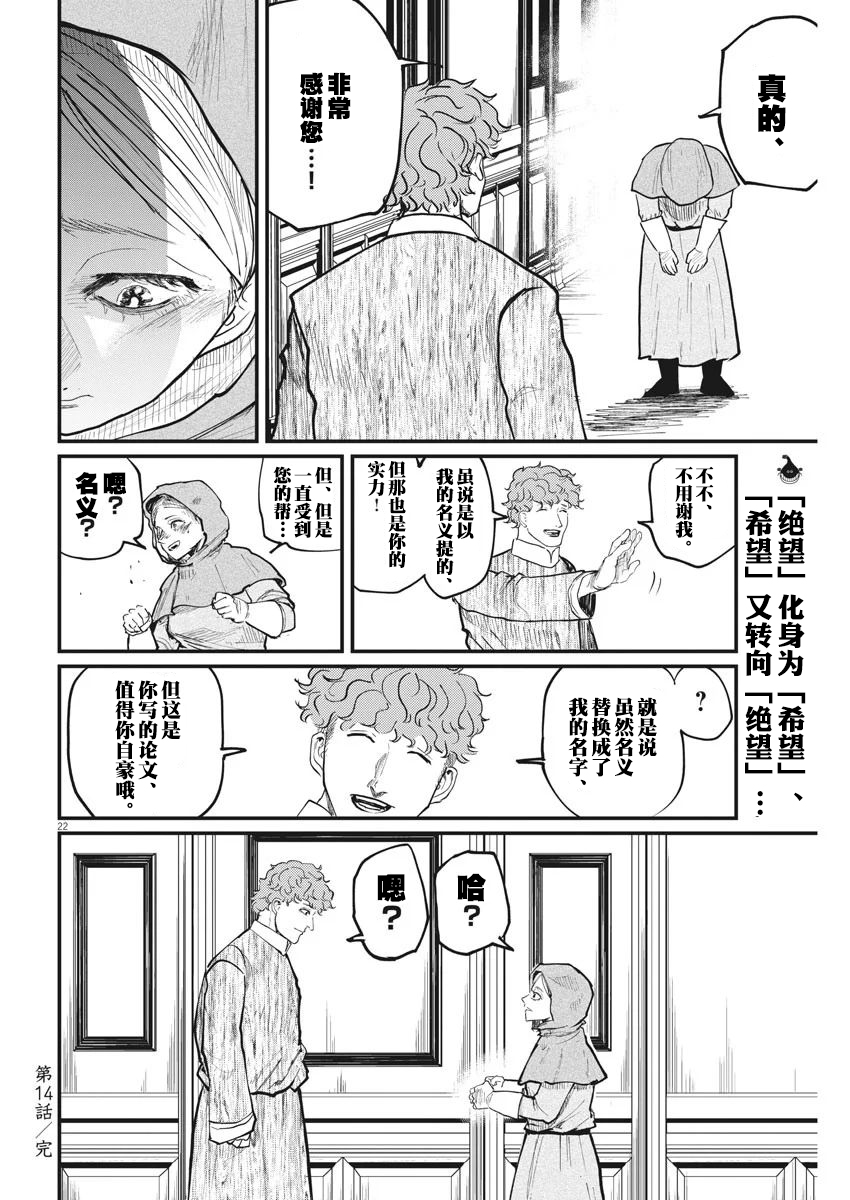 真的、
非常
感谢您…！
不不、
不用谢我。
虽说是以
我的名义提的、
但那也是你的
实力！
但、但是
一直受到
您的帮…
嗯？
名义？
？
就是说
虽然名义
替换成了
我的名字、
但这是
你写的论文、
值得你自豪哦。
哈？
嗯？
「绝望」化身为「希望」、
「希望」又转向「绝望」…
22
第14話／完